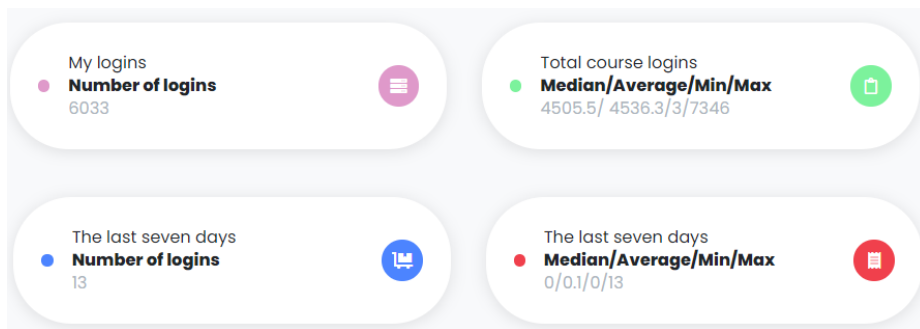 My logins
Number of logins
6033
Total course logins
Median/Average/Min/Max
4505.5/ 4536.3/3/7346
The last seven days
Number of logins
13
The last seven days
Median/Average/Min/Max
0/0.1/0/13